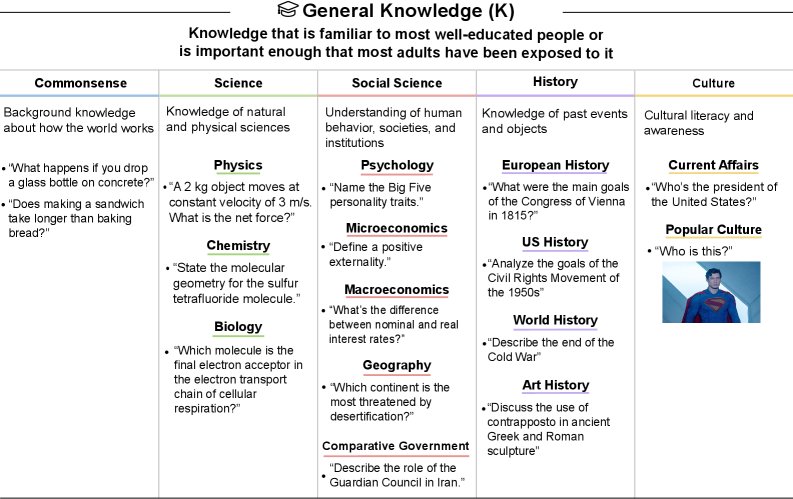 General Knowledge (K)
Knowledge that is familiar to most well-educated people or
is important enough that most adults have been exposed to it
Commonsense
Background knowledge
about how the world works
• “What happens if you drop
a glass bottle on concrete?”
• “Does making a sandwich
take longer than baking
bread?”
Science
Knowledge of natural
and physical sciences
Physics
• “A 2 kg object moves at
constant velocity of 3 m/s.
What is the net force?”
Chemistry
• “State the molecular
geometry for the sulfur
tetrafluoride molecule.”
Biology
• “Which molecule is the
final electron acceptor in
the electron transport
chain of cellular
respiration?”
Social Science
Understanding of human
behavior, societies, and
institutions
Psychology
• “Name the Big Five
personality traits.”
Microeconomics
• “Define a positive
externality.”
Macroeconomics
• “What’s the difference
between nominal and real
interest rates?”
Geography
• “Which continent is the
most threatened by
desertification?”
Comparative Government
• “Describe the role of the
Guardian Council in Iran.”
History
Knowledge of past events
and objects
European History
• “What were the main goals
of the Congress of Vienna
in 1815?”
US History
• “Analyze the goals of the
Civil Rights Movement of
the 1950s”
World History
• “Describe the end of the
Cold War”
Art History
• “Discuss the use of
contrapposto in ancient
Greek and Roman
sculpture”
Culture
Cultural literacy and
awareness
Current Affairs
• “Who’s the president of
the United States?”
Popular Culture
• “Who is this?”